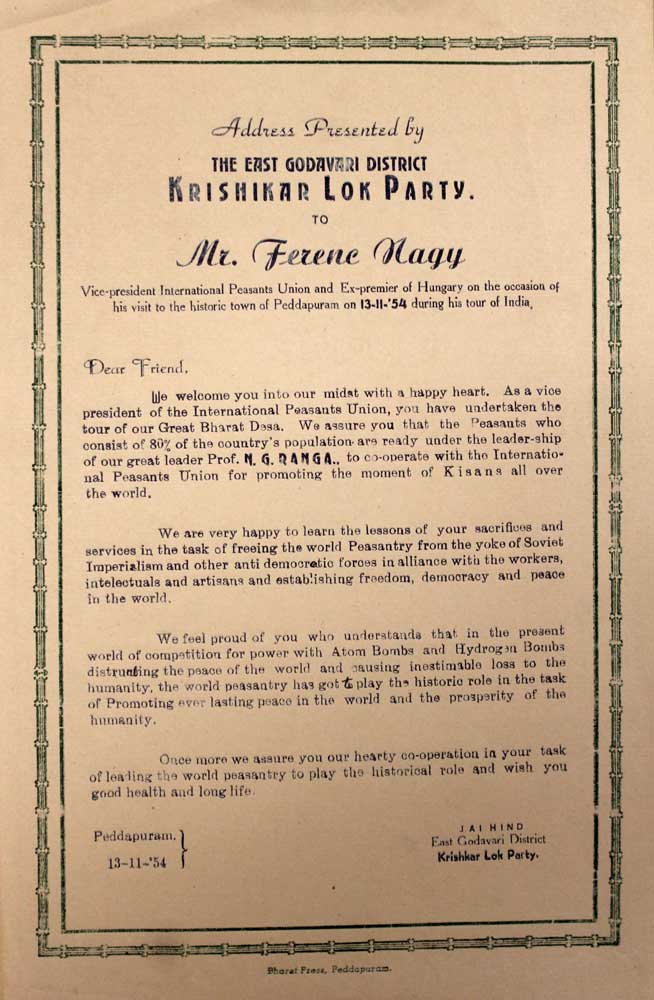 Address Presented by
THE EAST GODAVARI DISTRICT
KRISHIKAR LOK PARTY.
TO
Mr. Ferenc Nagy
Vice-president International Peasants Union and Ex-premier of Hungary on the occasion of
his visit to the historic town of Peddapuram on 13-11-'54 during his tour of India.
Dear Friend,
We welcome you into our midst with a happy heart. As a vice
president of the International Peasants Union, you have undertaken the
tour of our Great Bharat Desa. We assure you that the Peasants who
consist of 80% of the country's population are ready under the leader-ship
of our great leader Prof. N. G. RANGA., to co-operate with the Internatio-
nal Peasants Union for promoting the moment of Kisans all over
the world.
We are very happy to learn the lessons of your sacrifices and
services in the task of freeing the world Peasantry from the yoke of Soviet
Imperialism and other anti democratic forces in alliance with the workers,
intelectuals and artisans and establishing freedom, democracy and peace
in the world.
We feel proud of you who understands that in the present
world of competition for power with Atom Bombs and Hydrogen Bombs
distrunting the peace of the world and causing inestimable loss to the
humanity, the world peasantry has got to play the historic role in the task
of Promoting ever lasting peace in the world and the prosperity of the
humanity.
Once more we assure you our hearty co-operation in your task
of leading the world peasantry to play the historical role and wish you
good health and long life.
Peddapuram.
13-11-'54
JAI HIND
East Godavari District
Krishkar Lok Party.
Bharat Press, Peddapuram.